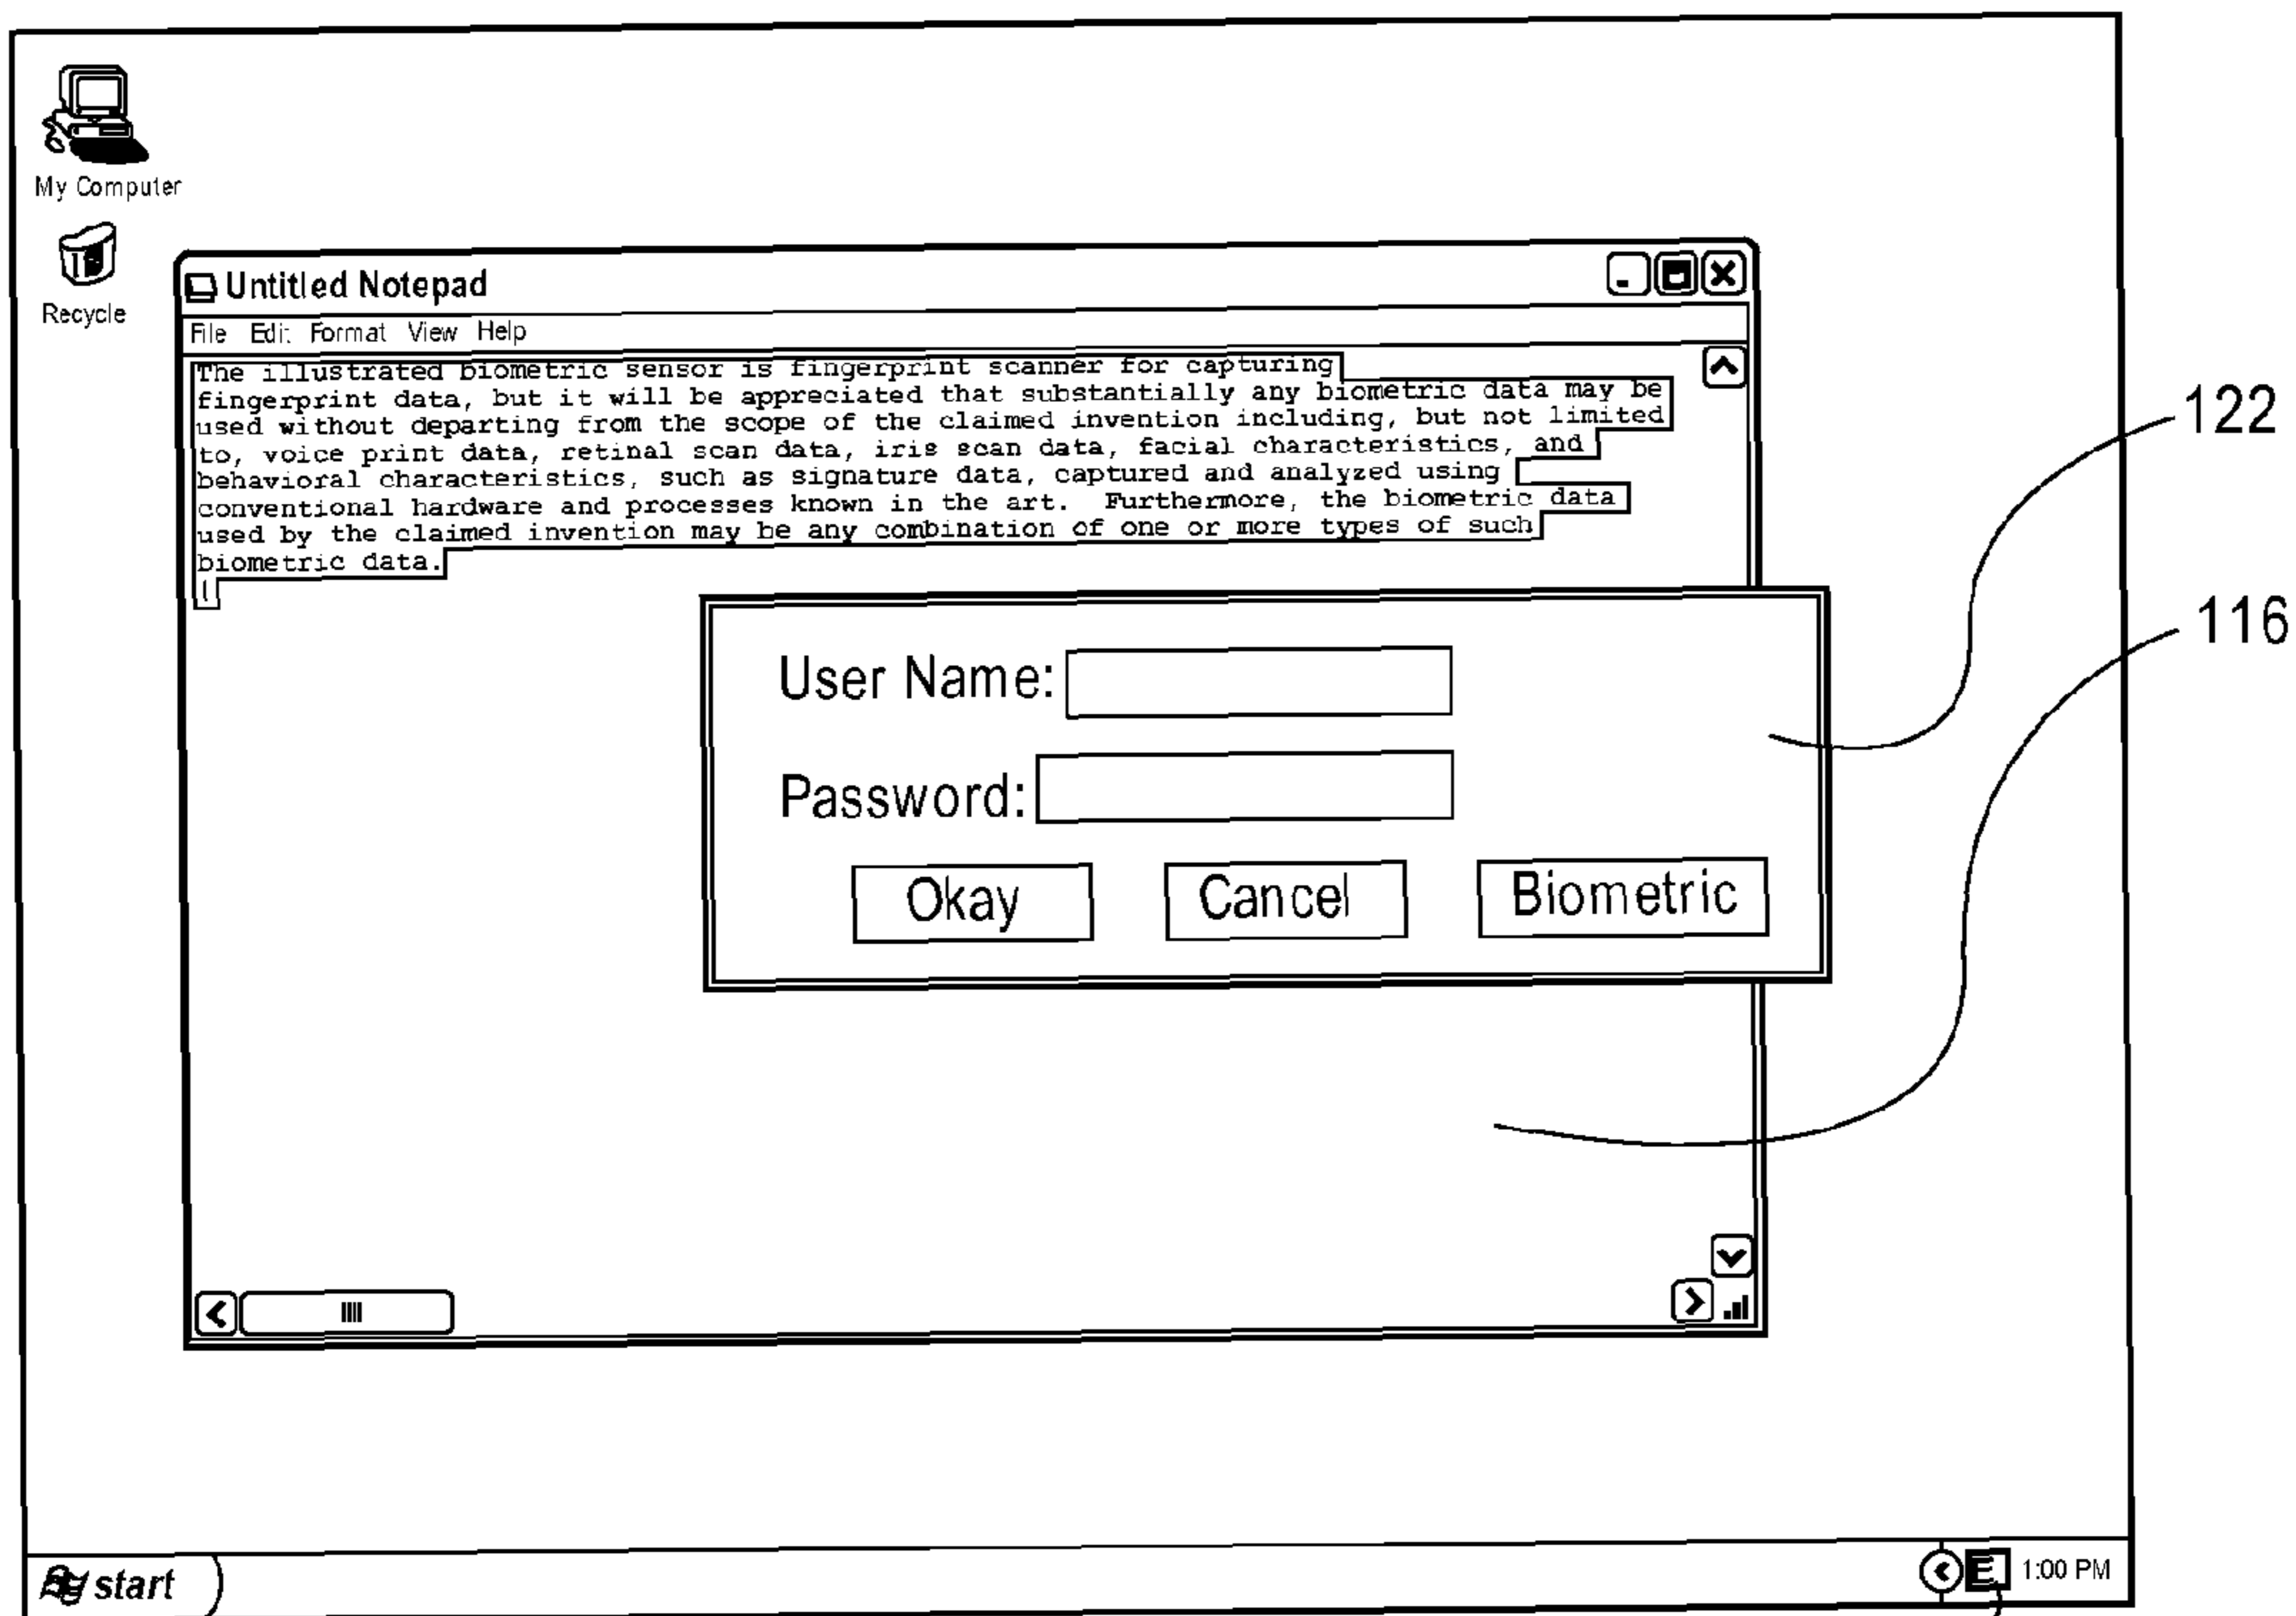 My Computer
Recycle
Untitled Notepad
File Edit Format View Help
The illustrated biometric sensor is fingerprint scanner for capturing
fingerprint data, but it will be appreciated that substantially any biometric data may be
used without departing from the scope of the claimed invention including, but not limited
to, voice print data, retinal scan data, iris scan data, facial characteristics, and
behavioral characteristics, such as signature data, captured and analyzed using
conventional hardware and processes known in the art. Furthermore, the biometric data
used by the claimed invention may be any combination of one or more types of such
biometric data.
122
116
User Name:
Password:
Okay Cancel Biometric
start E 1:00 PM